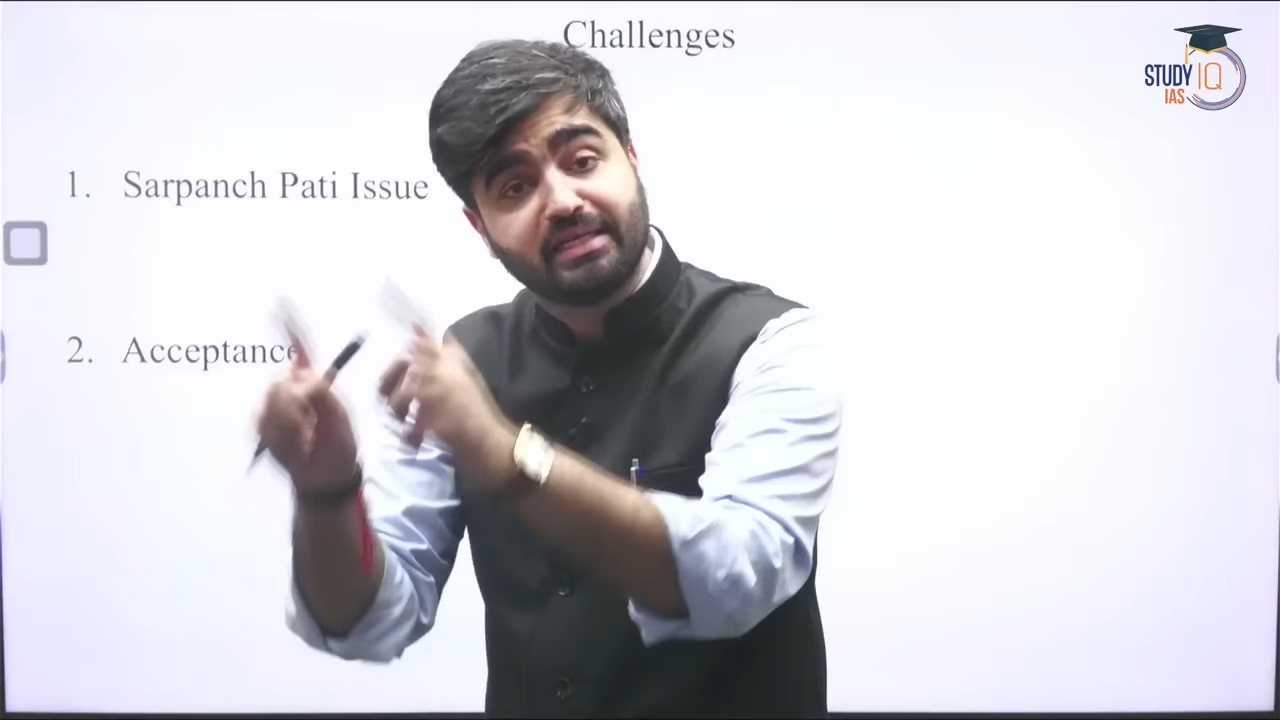 Challenges
STUDY IQ
IAS
1. Sarpanch Pati Issue
2. Acceptance